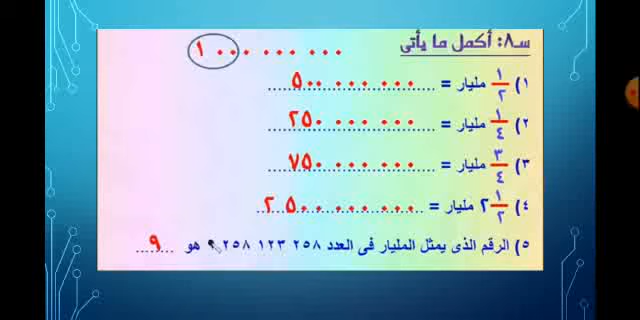 س٨: أكمل ما يأتى
١ ٠٠٠ ٠٠٠ ٠٠٠
١) ١/٢ مليار = ٥٠٠ ٠٠٠ ٠٠٠
٢) ١/٤ مليار = ٢٥٠ ٠٠٠ ٠٠٠
٣) ٣/٤ مليار = ٧٥٠ ٠٠٠ ٠٠٠
٤) ٢ ١/٢ مليار = ٢ ٥٠٠ ٠٠٠ ٠٠٠
٥) الرقم الذى يمثل المليار فى العدد ٩ ٢٥٨ ١٢٣ ٢٥٨ هو ٩